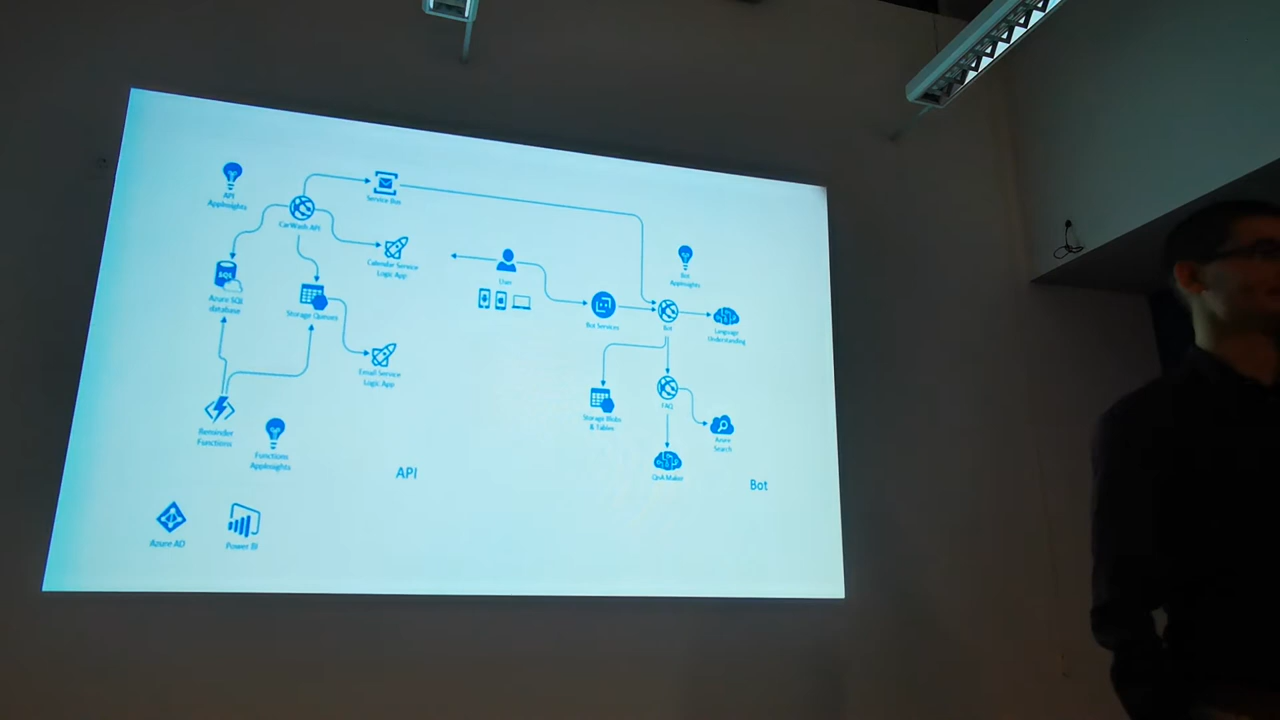 API
AppInsights
CarWash API
Service Bus
Calendar Service
Logic App
SQL
Azure SQL
database
Storage Queues
Email Service
Logic App
Reminder
Functions
Functions
AppInsights
API
Azure AD
Power BI
User
Bot Services
Bot
AppInsights
Bot
Language
Understanding
Storage Blobs
& Tables
FAQ
Azure
Search
QnA Maker
Bot